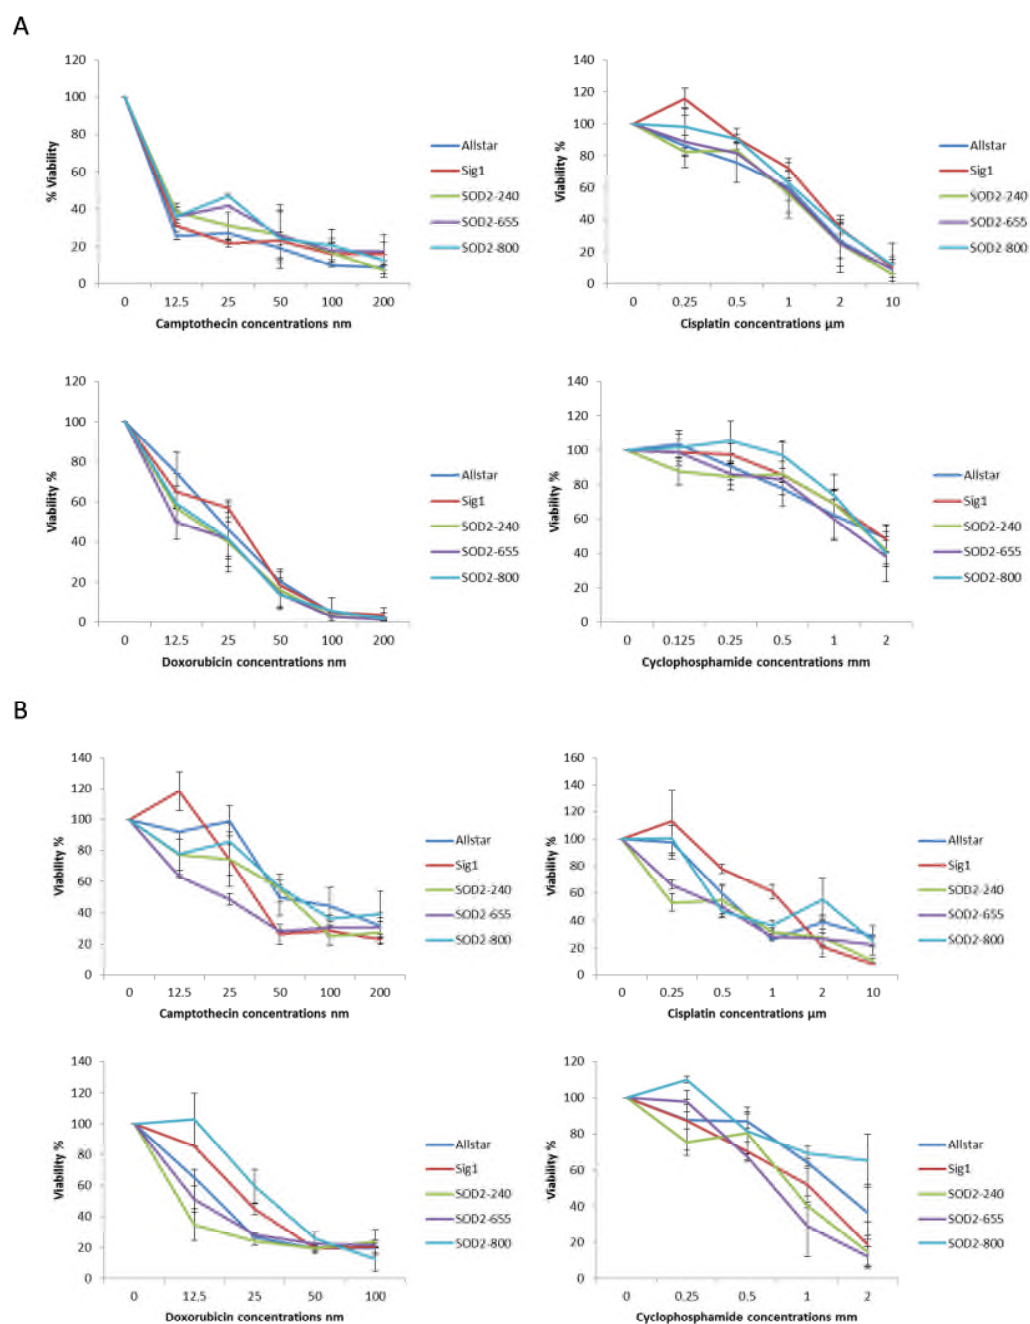 A
120
100
80
60
40
20
0
% Viability
0 12.5 25 50 100 200
Camptothecin concentrations nm
Allstar
Sig1
SOD2-240
SOD2-655
SOD2-800
140
120
100
80
60
40
20
0
Viability %
0 0.25 0.5 1 2 10
Cisplatin concentrations µm
Allstar
Sig1
SOD2-240
SOD2-655
SOD2-800
120
100
80
60
40
20
0
Viability %
0 12.5 25 50 100 200
Doxorubicin concentrations nm
Allstar
Sig1
SOD2-240
SOD2-655
SOD2-800
140
120
100
80
60
40
20
0
Viability %
0 0.125 0.25 0.5 1 2
Cyclophosphamide concentrations mm
Allstar
Sig1
SOD2-240
SOD2-655
SOD2-800
B
140
120
100
80
60
40
20
0
Viability %
0 12.5 25 50 100 200
Camptothecin concentrations nm
Allstar
Sig1
SOD2-240
SOD2-655
SOD2-800
160
140
120
100
80
60
40
20
0
Viability %
0 0.25 0.5 1 2 10
Cisplatin concentrations µm
Allstar
Sig1
SOD2-240
SOD2-655
SOD2-800
140
120
100
80
60
40
20
0
Viability %
0 12.5 25 50 100
Doxorubicin concentrations nm
Allstar
Sig1
SOD2-240
SOD2-655
SOD2-800
120
100
80
60
40
20
0
Viability %
0 0.25 0.5 1 2
Cyclophosphamide concentrations mm
Allstar
Sig1
SOD2-240
SOD2-655
SOD2-800